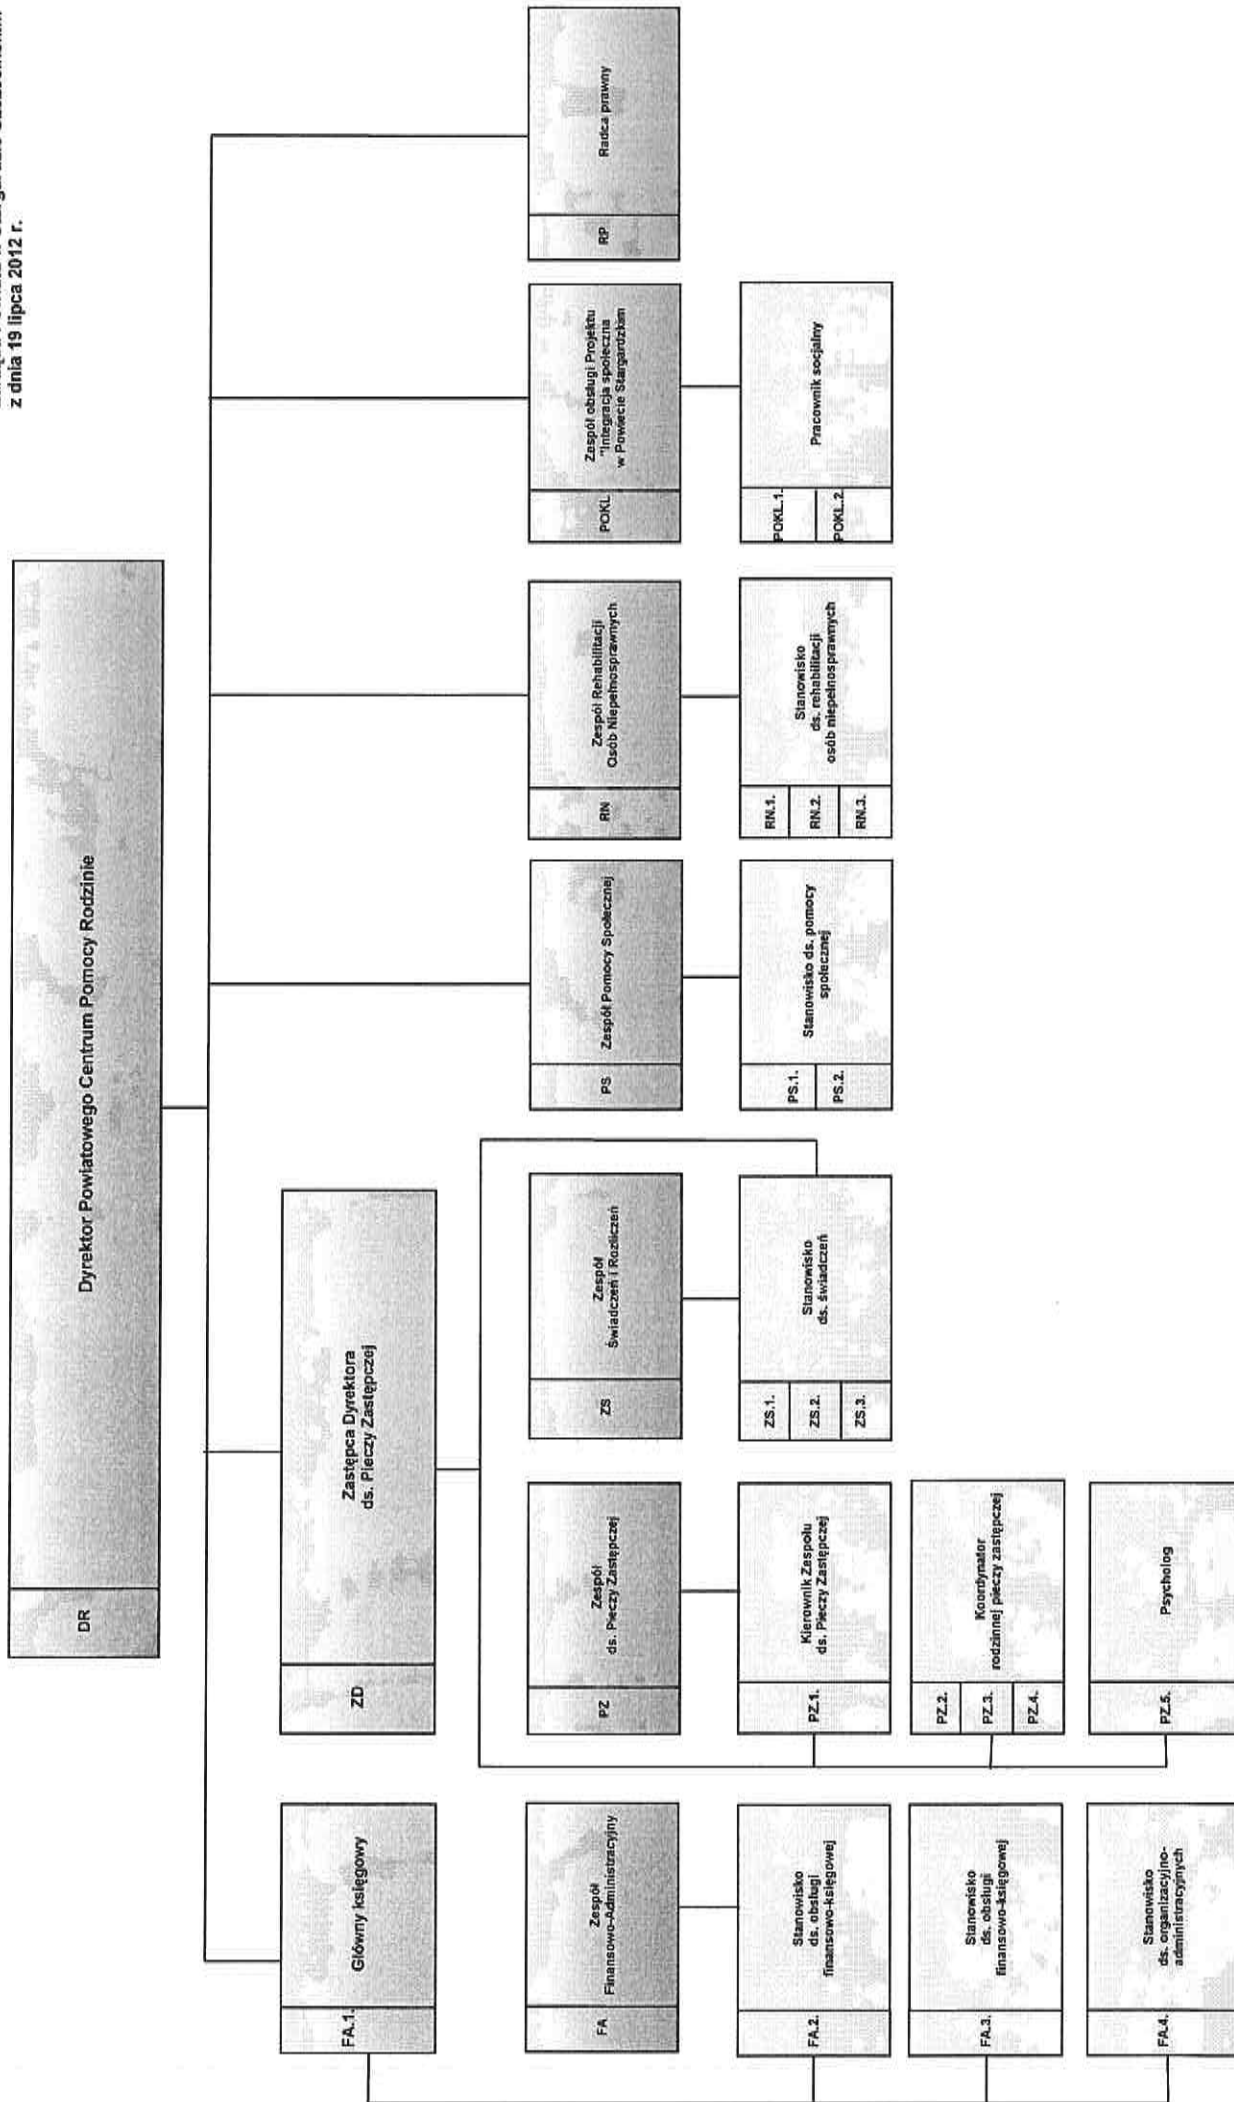 z dnia 19 lipca 2012 r.
DR
Dyrektor Powiatowego Centrum Pomocy Rodzinie
FA.1.
Główny księgowy
ZD
Zastępca Dyrektora
ds. Pieczy Zastępczej
FA
Zespół
Finansowo-Administracyjny
PZ
Zespół
ds. Pieczy Zastępczej
ZS
Zespół
Świadczeń i Rozliczeń
PS
Zespół Pomocy Społecznej
RN
Zespół Rehabilitacji
Osób Niepełnosprawnych
POKL
Zespół obsługi Projektu
"Integracja społeczna
w Powiecie Stargardzkim
RP
Radca prawny
FA.2.
Stanowisko
ds. obsługi
finansowo-księgowej
PZ.1.
Kierownik Zespołu
ds. Pieczy Zastępczej
ZS.1.
ZS.2.
ZS.3.
Stanowisko
ds. świadczeń
PS.1.
PS.2.
Stanowisko ds. pomocy
społecznej
RN.1.
RN.2.
RN.3.
Stanowisko
ds. rehabilitacji
osób niepełnosprawnych
POKL.1.
POKL.2
Pracownik socjalny
FA.3.
Stanowisko
ds. obsługi
finansowo-księgowej
PZ.2.
PZ.3.
PZ.4.
Koordynator
rodzinnej pieczy zastępczej
FA.4.
Stanowisko
ds. organizacyjno-
administracyjnych
PZ.5.
Psycholog